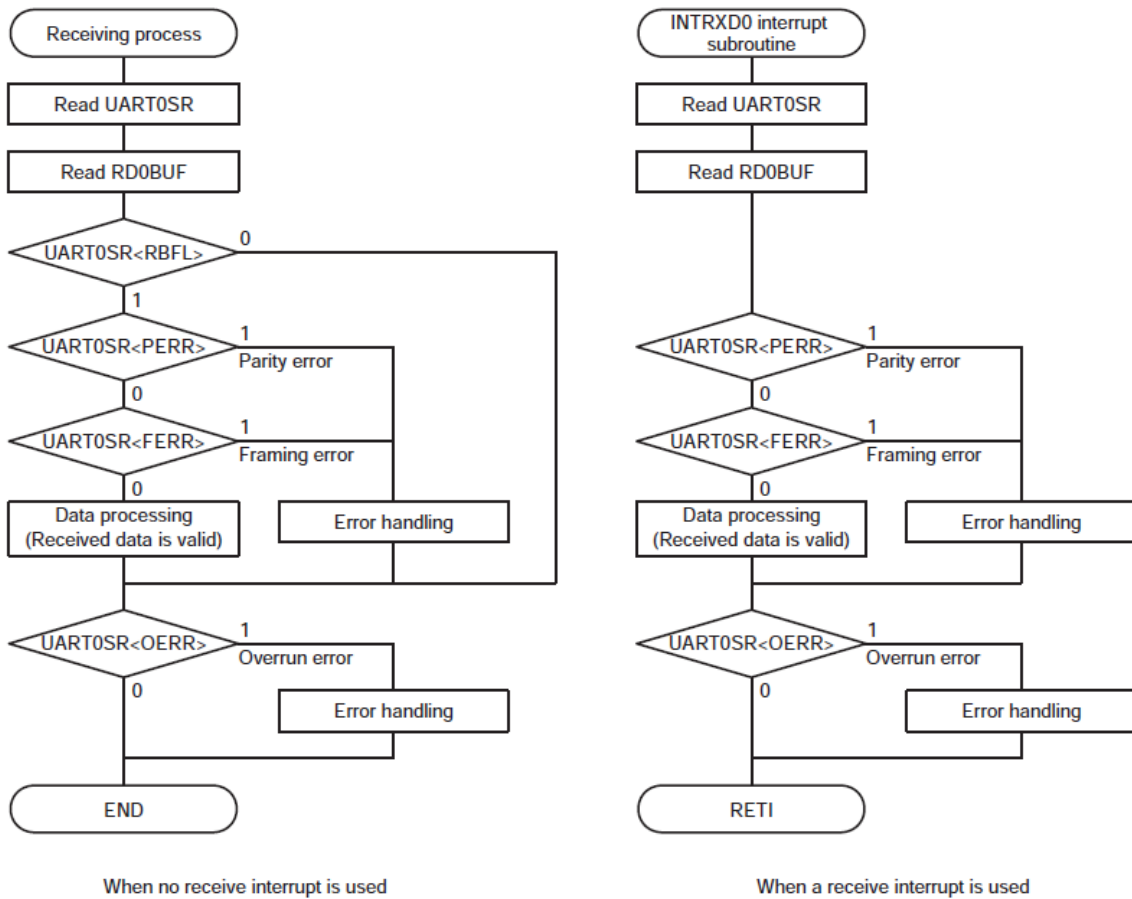 Receiving process
Read UART0SR
Read RD0BUF
UART0SR<RBFL>
0
1
UART0SR<PERR>
1
Parity error
0
UART0SR<FERR>
1
Framing error
0
Data processing
(Received data is valid)
Error handling
UART0SR<OERR>
1
Overrun error
0
Error handling
END
When no receive interrupt is used
INTRXD0 interrupt
subroutine
Read UART0SR
Read RD0BUF
UART0SR<PERR>
1
Parity error
0
UART0SR<FERR>
1
Framing error
0
Data processing
(Received data is valid)
Error handling
UART0SR<OERR>
1
Overrun error
0
Error handling
RETI
When a receive interrupt is used